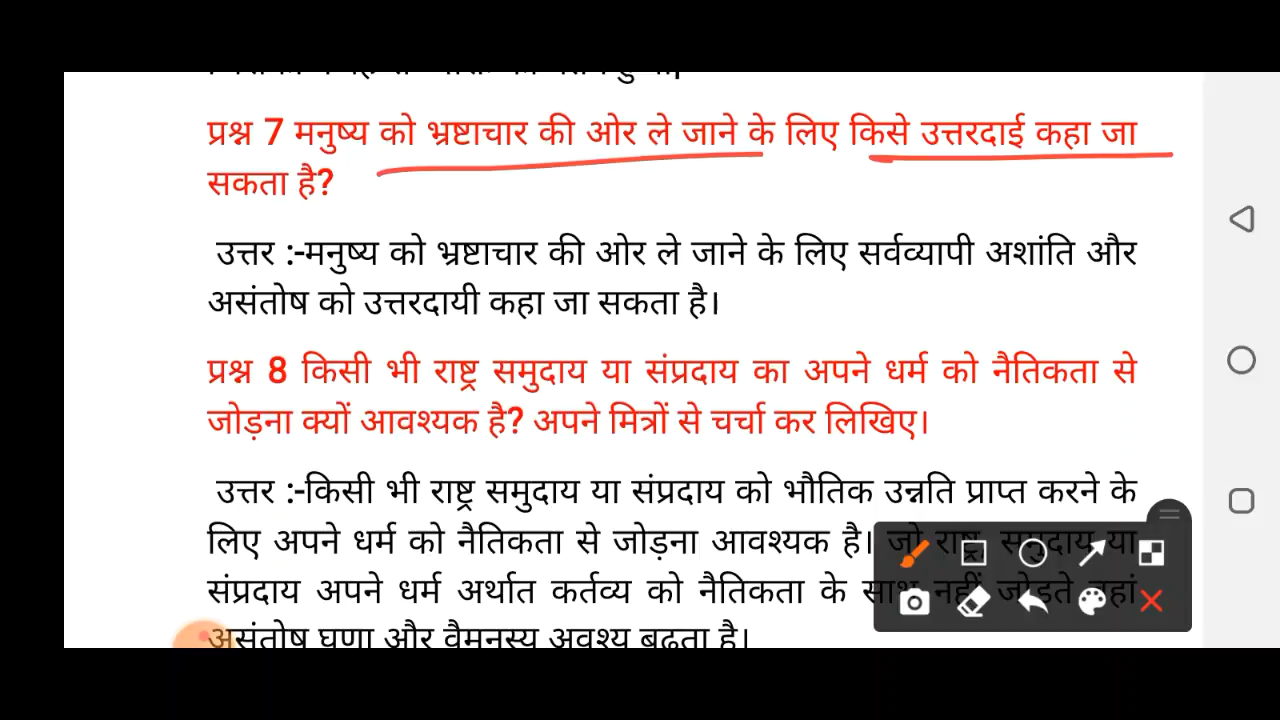 प्रश्न 7 मनुष्य को भ्रष्टाचार की ओर ले जाने के लिए किसे उत्तरदाई कहा जा
सकता है?
उत्तर :-मनुष्य को भ्रष्टाचार की ओर ले जाने के लिए सर्वव्यापी अशांति और
असंतोष को उत्तरदायी कहा जा सकता है।
प्रश्न 8 किसी भी राष्ट्र समुदाय या संप्रदाय का अपने धर्म को नैतिकता से
जोड़ना क्यों आवश्यक है? अपने मित्रों से चर्चा कर लिखिए।
उत्तर :-किसी भी राष्ट्र समुदाय या संप्रदाय को भौतिक उन्नति प्राप्त करने के
लिए अपने धर्म को नैतिकता से जोड़ना आवश्यक है। जो राष्ट्र, समुदाय या
संप्रदाय अपने धर्म अर्थात कर्तव्य को नैतिकता के साथ नहीं जोड़ते वहां
असंतोष घृणा और वैमनस्य अवश्य बढ़ता है।